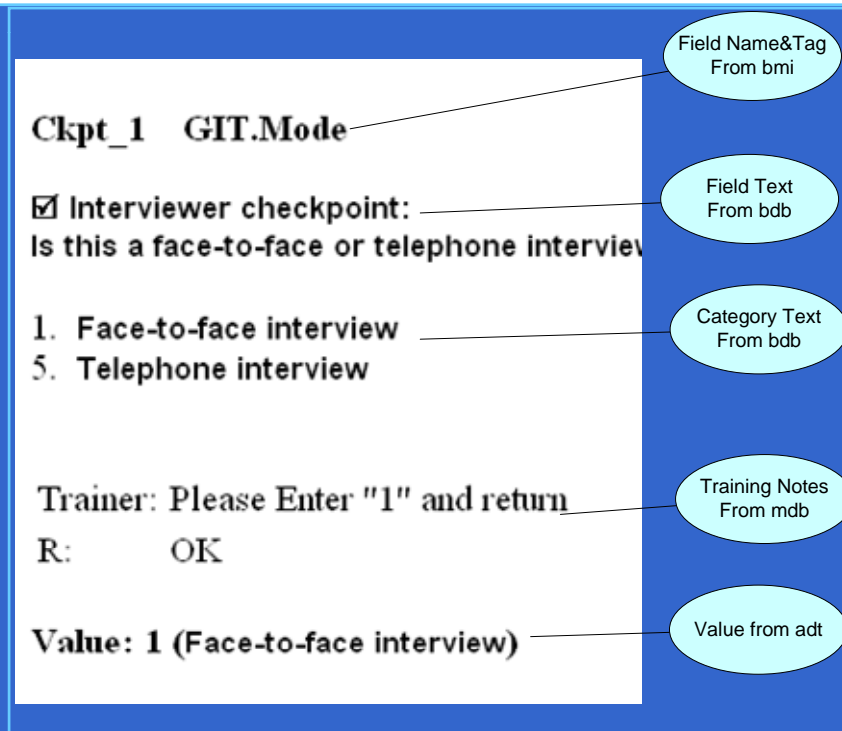 Field Name&Tag
From bmi
Ckpt_1 GIT.Mode
☑ Interviewer checkpoint:
Field Text
From bdb
Is this a face-to-face or telephone
1. Face-to-face interview
5. Telephone interview
Category Text
From bdb
Trainer: Please Enter "1" and return
Training Notes
From mdb
R: OK
Value: 1 (Face-to-face interview)
Value from adt